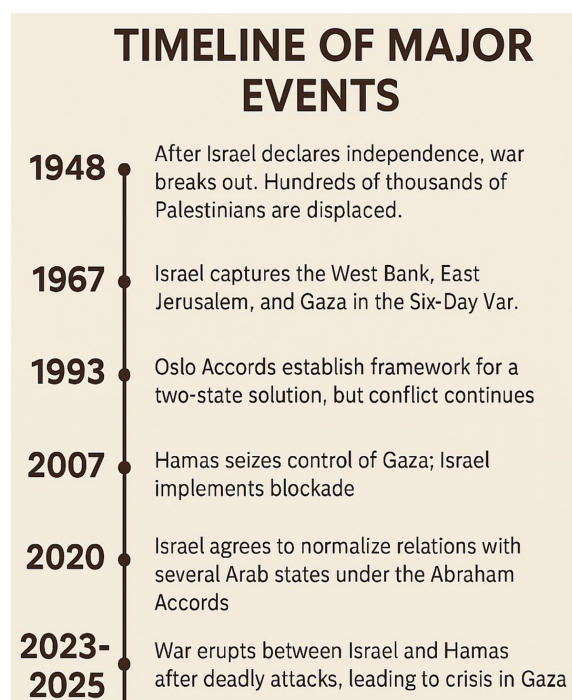 TIMELINE OF MAJOR
EVENTS
1948
After Israel declares independence, war
breaks out. Hundreds of thousands of
Palestinians are displaced.
1967
Israel captures the West Bank, East
Jerusalem, and Gaza in the Six-Day Var.
1993
Oslo Accords establish framework for a
two-state solution, but conflict continues
2007
Hamas seizes control of Gaza; Israel
implements blockade
2020
Israel agrees to normalize relations with
several Arab states under the Abraham
Accords
2023-
2025
War erupts between Israel and Hamas
after deadly attacks, leading to crisis in Gaza